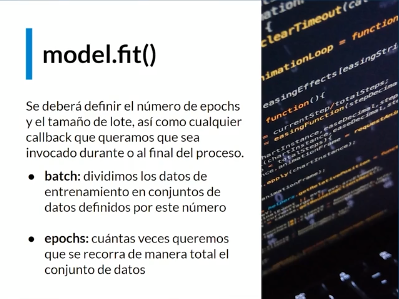 model.fit()
Se deberá definir el número de epochs
y el tamaño de lote, así como cualquier
callback que queramos que sea
invocado durante o al final del proceso.
● batch: dividimos los datos de
entrenamiento en conjuntos de
datos definidos por este número
● epochs: cuántas veces queremos
que se recorra de manera total el
conjunto de datos
clearTimeout(
animationLoop = function
easingEffects[easingStri
function(){
currentStep/totalSteps;
easingFunction(stepDecimal